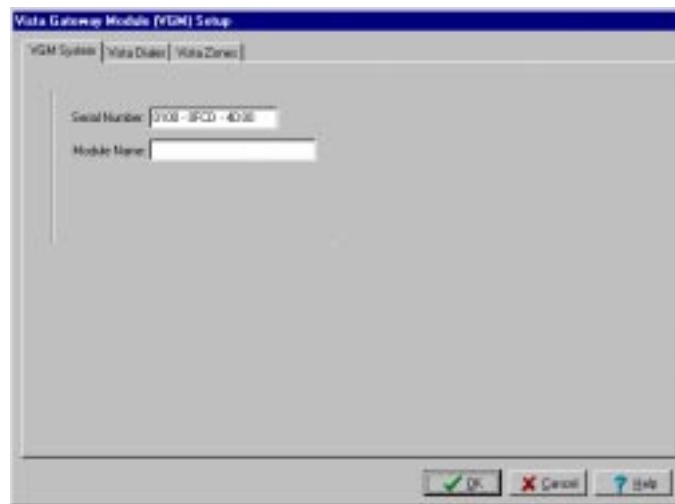 Vista Gateway Module (VGM) Setup
VGM System Vista Dialer Vista Zones
Serial Number:
Module Name:
OK Cancel Help